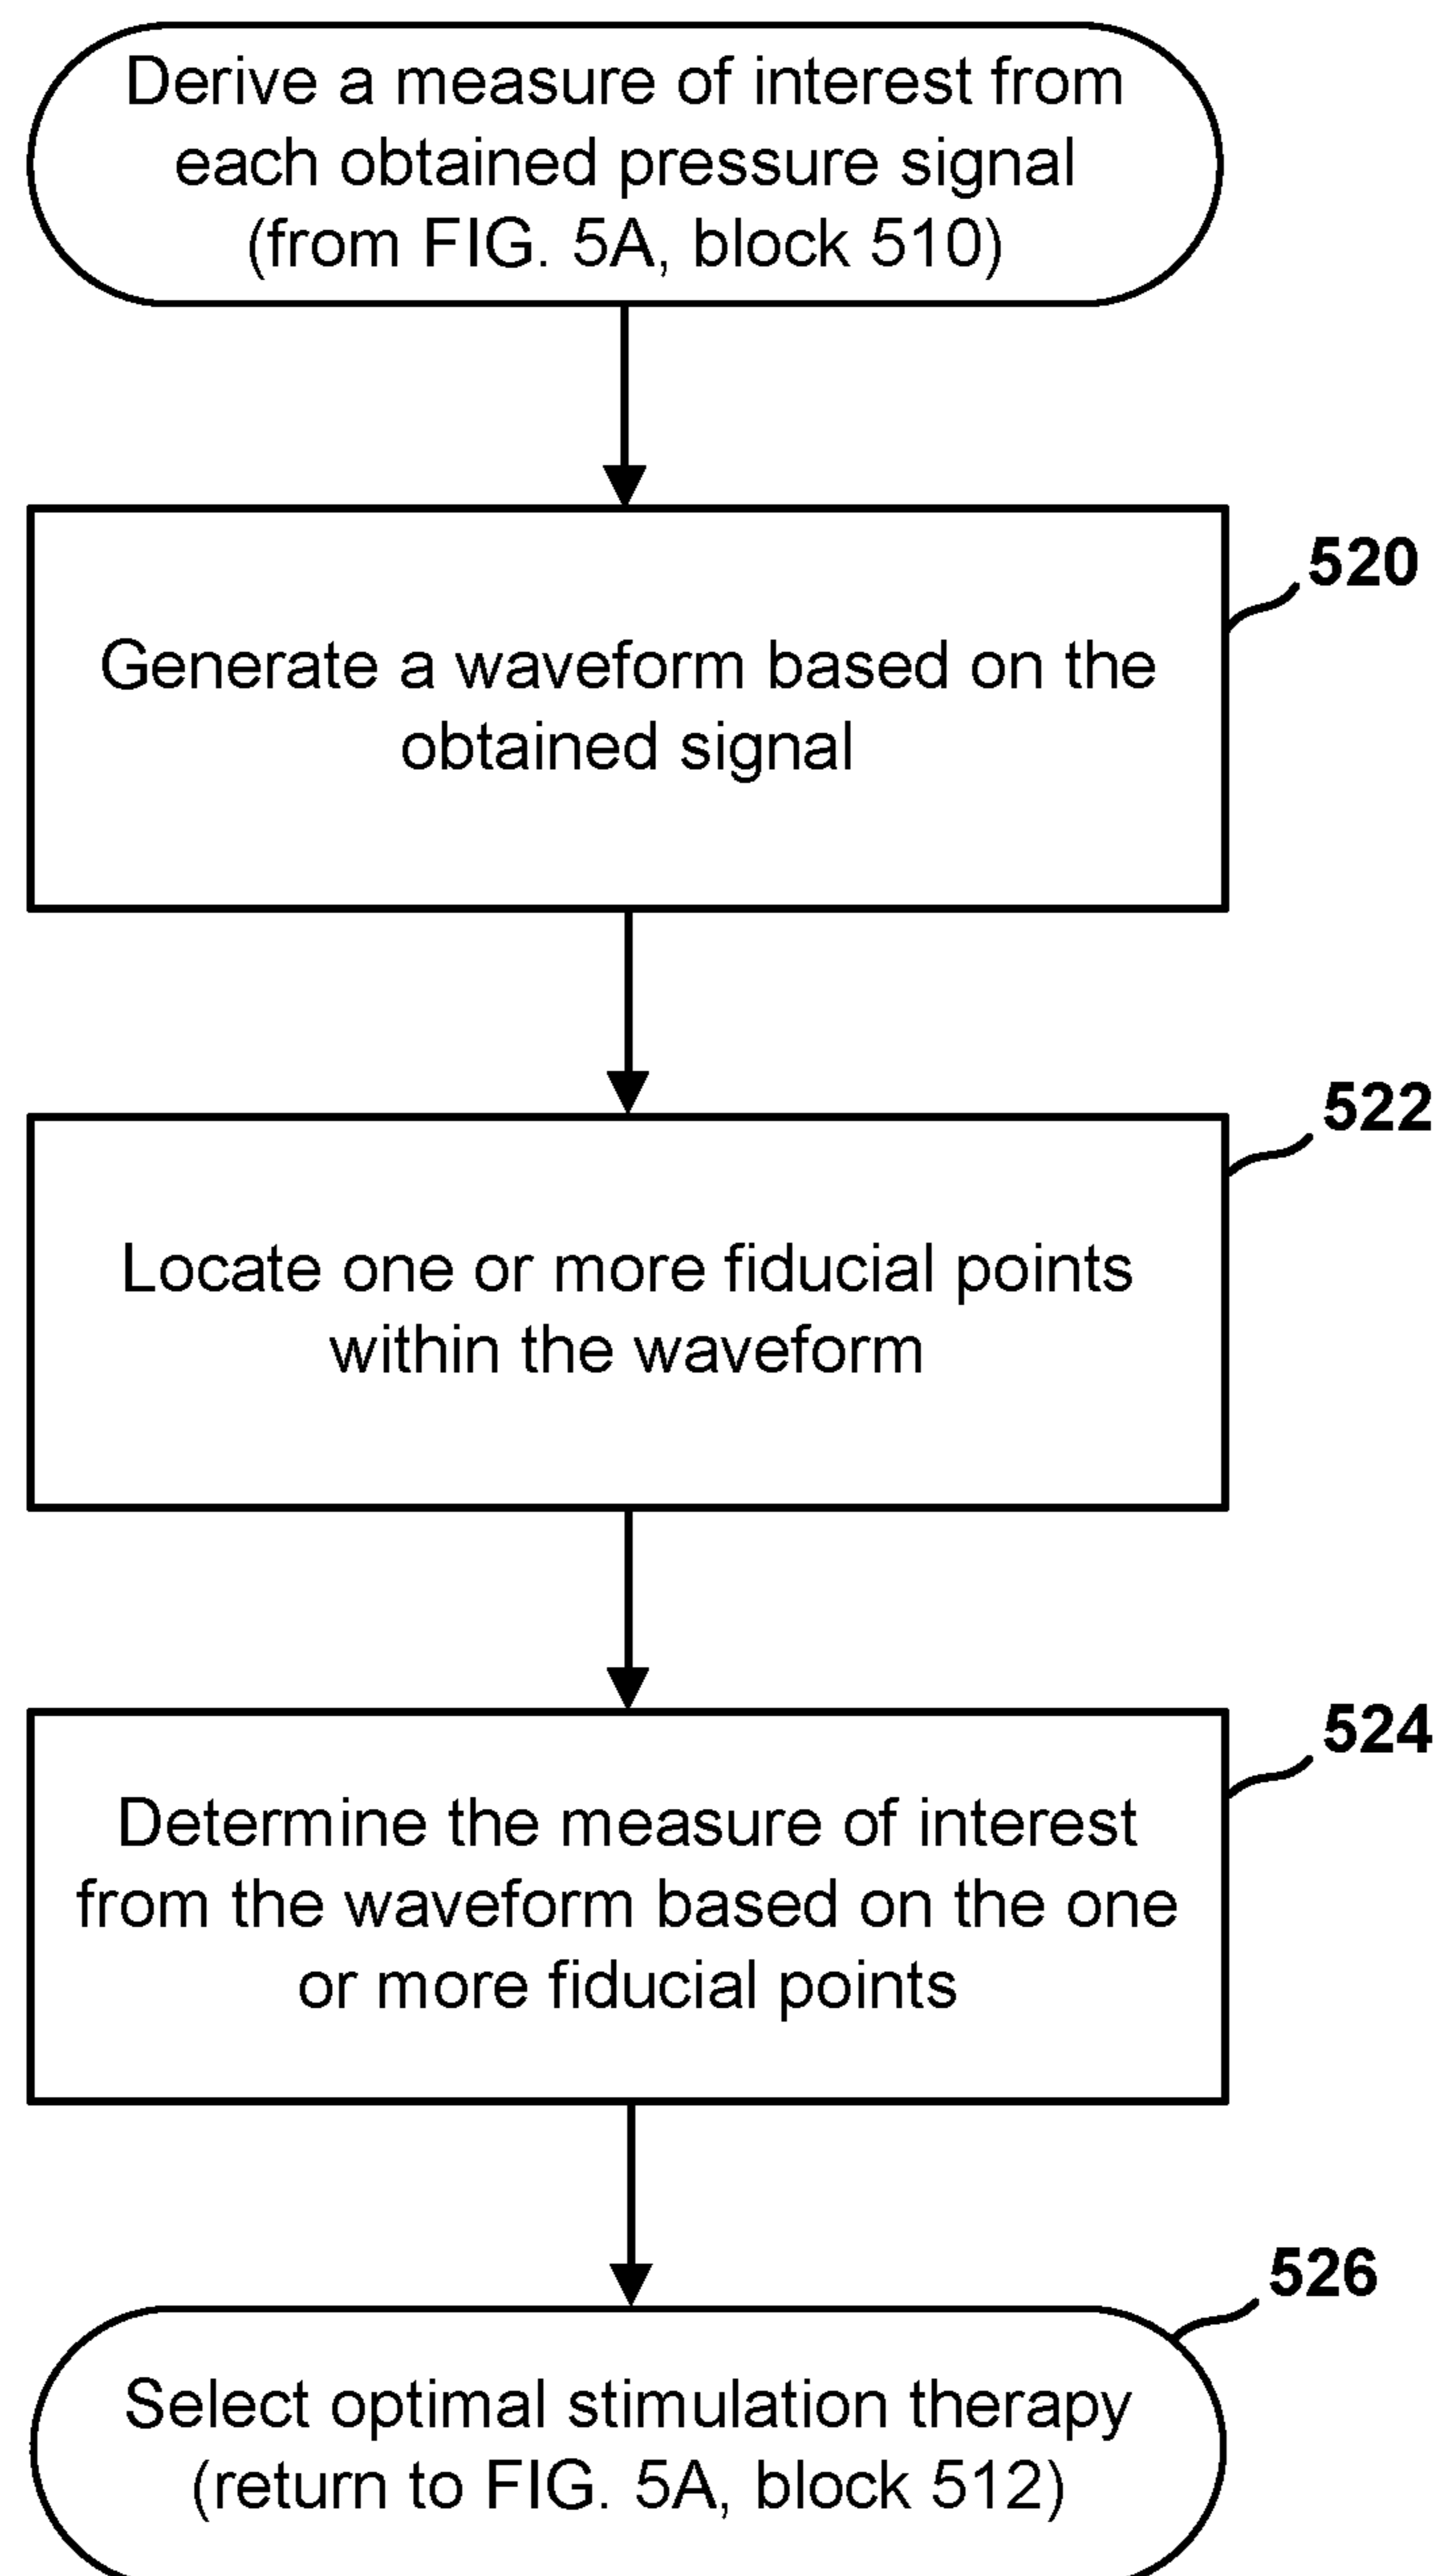 Derive a measure of interest from
each obtained pressure signal
(from FIG. 5A, block 510)
520
Generate a waveform based on the
obtained signal
522
Locate one or more fiducial points
within the waveform
524
Determine the measure of interest
from the waveform based on the one
or more fiducial points
526
Select optimal stimulation therapy
(return to FIG. 5A, block 512)